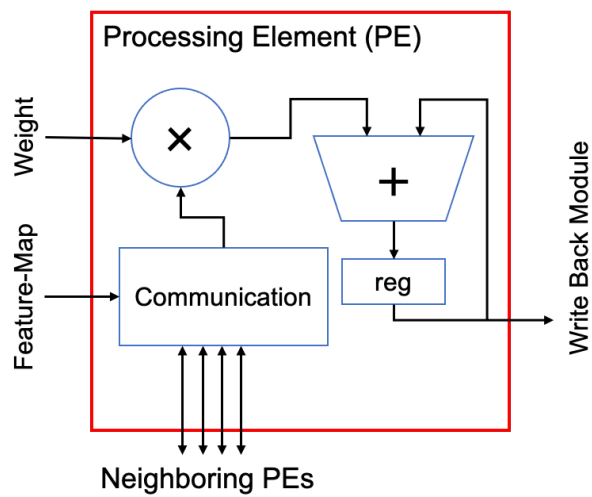 Processing Element (PE)
Weight
×
+
Feature-Map
Communication
reg
Write Back Module
Neighboring PEs